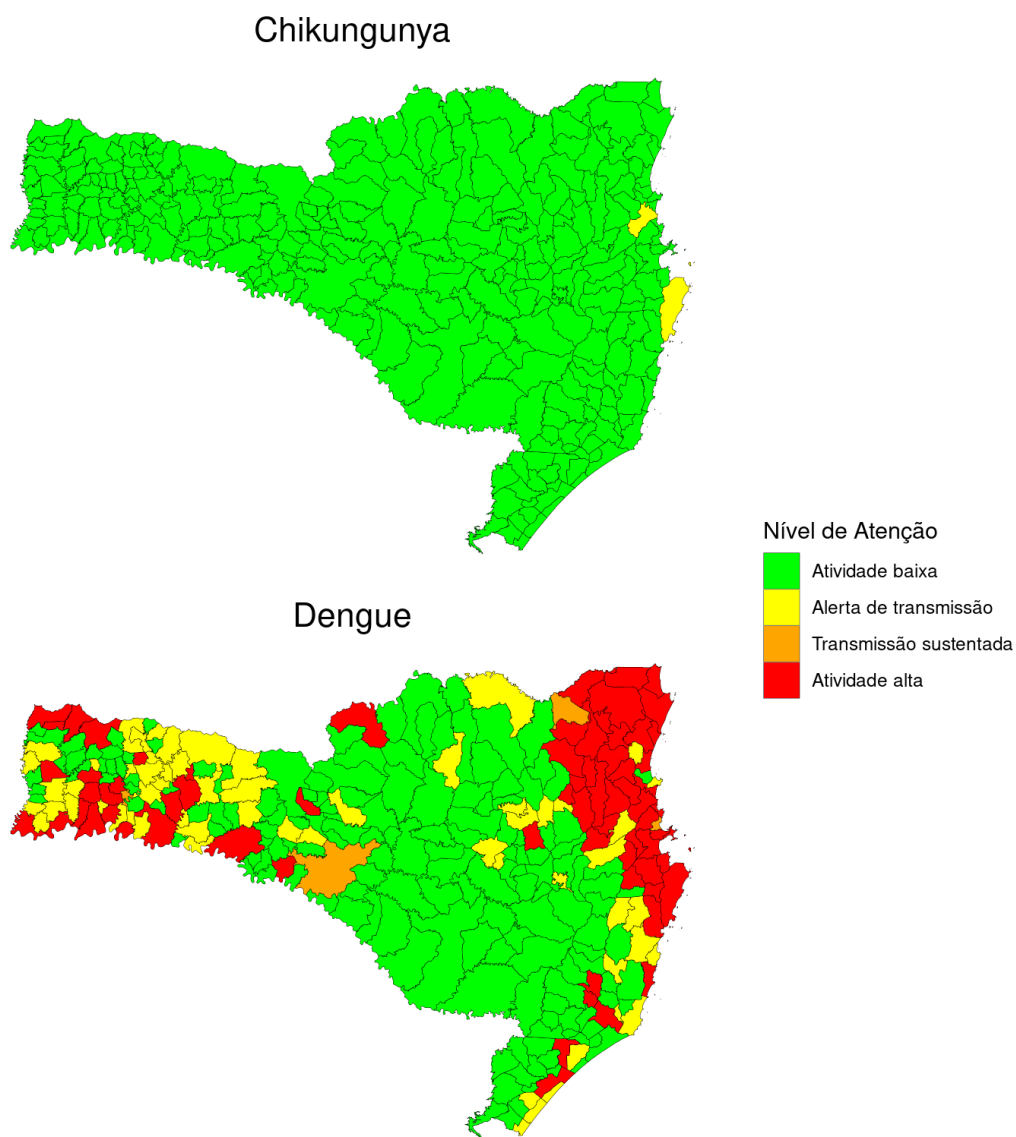 Chikungunya
Nível de Atenção
Atividade baixa
Alerta de transmissão
Transmissão sustentada
Atividade alta
Dengue